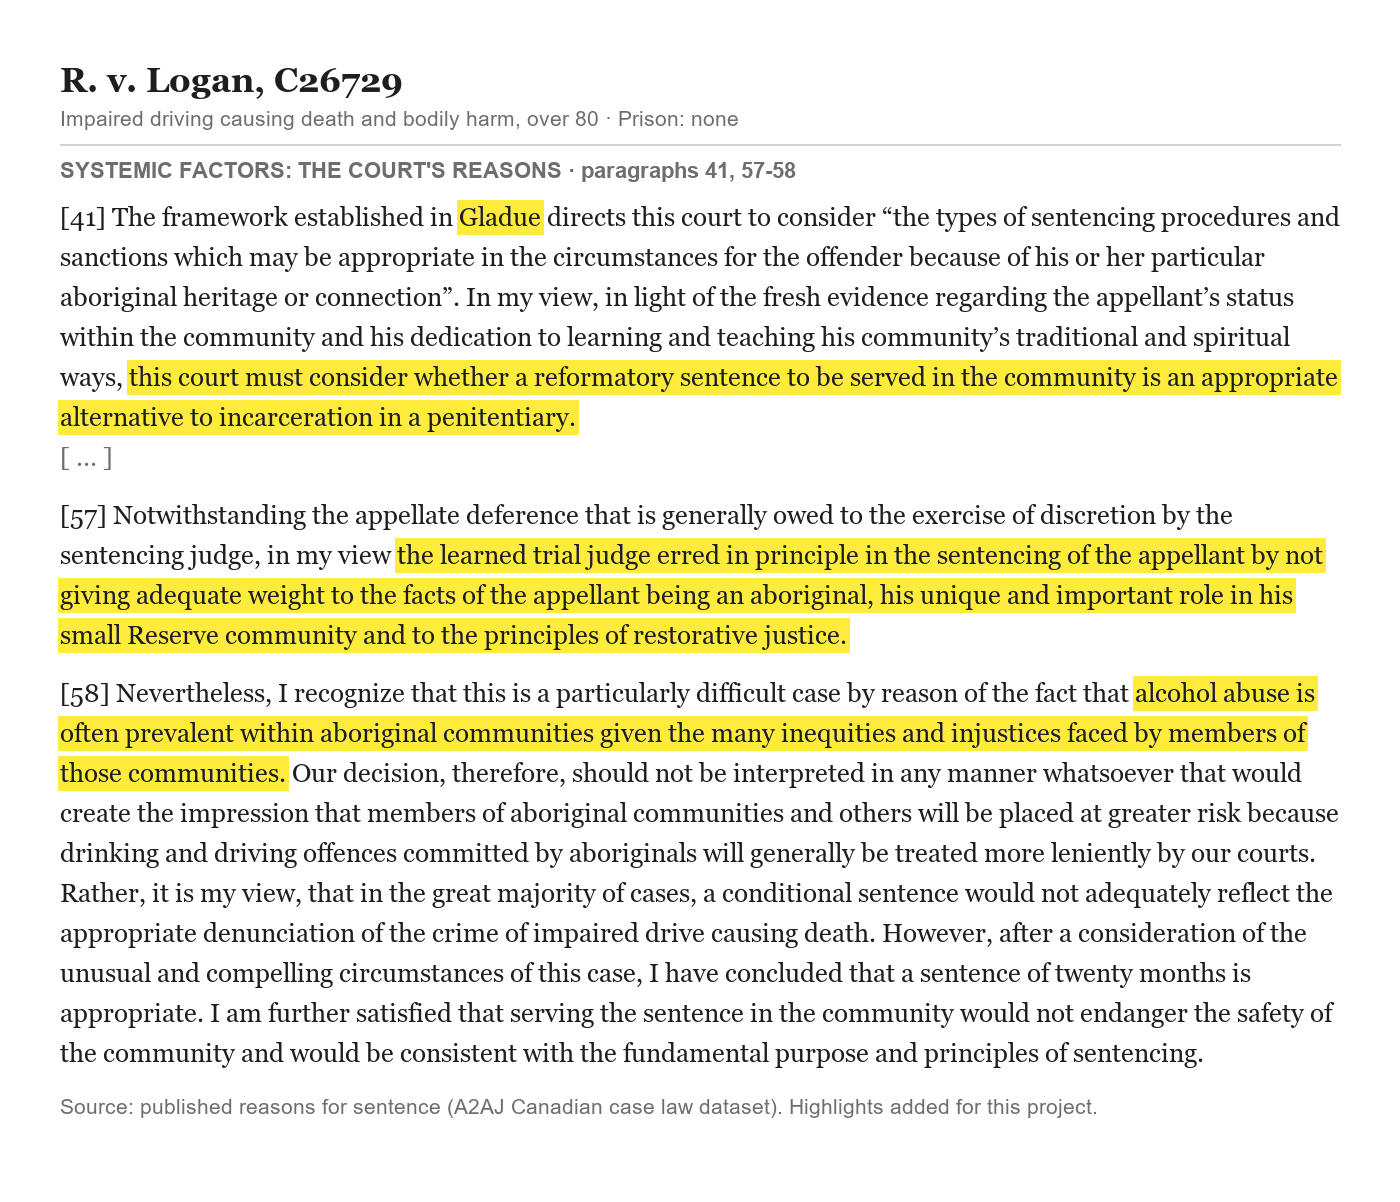 R. v. Logan, C26729
Impaired driving causing death and bodily harm, over 80 · Prison: none
SYSTEMIC FACTORS: THE COURT'S REASONS · paragraphs 41, 57-58
[41] The framework established in Gladue directs this court to consider “the types of sentencing procedures and
sanctions which may be appropriate in the circumstances for the offender because of his or her particular
aboriginal heritage or connection”. In my view, in light of the fresh evidence regarding the appellant’s status
within the community and his dedication to learning and teaching his community’s traditional and spiritual
ways, this court must consider whether a reformatory sentence to be served in the community is an appropriate
alternative to incarceration in a penitentiary.
[ ... ]
[57] Notwithstanding the appellate deference that is generally owed to the exercise of discretion by the
sentencing judge, in my view the learned trial judge erred in principle in the sentencing of the appellant by not
giving adequate weight to the facts of the appellant being an aboriginal, his unique and important role in his
small Reserve community and to the principles of restorative justice.
[58] Nevertheless, I recognize that this is a particularly difficult case by reason of the fact that alcohol abuse is
often prevalent within aboriginal communities given the many inequities and injustices faced by members of
those communities. Our decision, therefore, should not be interpreted in any manner whatsoever that would
create the impression that members of aboriginal communities and others will be placed at greater risk because
drinking and driving offences committed by aboriginals will generally be treated more leniently by our courts.
Rather, it is my view, that in the great majority of cases, a conditional sentence would not adequately reflect the
appropriate denunciation of the crime of impaired drive causing death. However, after a consideration of the
unusual and compelling circumstances of this case, I have concluded that a sentence of twenty months is
appropriate. I am further satisfied that serving the sentence in the community would not endanger the safety of
the community and would be consistent with the fundamental purpose and principles of sentencing.
Source: published reasons for sentence (A2AJ Canadian case law dataset). Highlights added for this project.